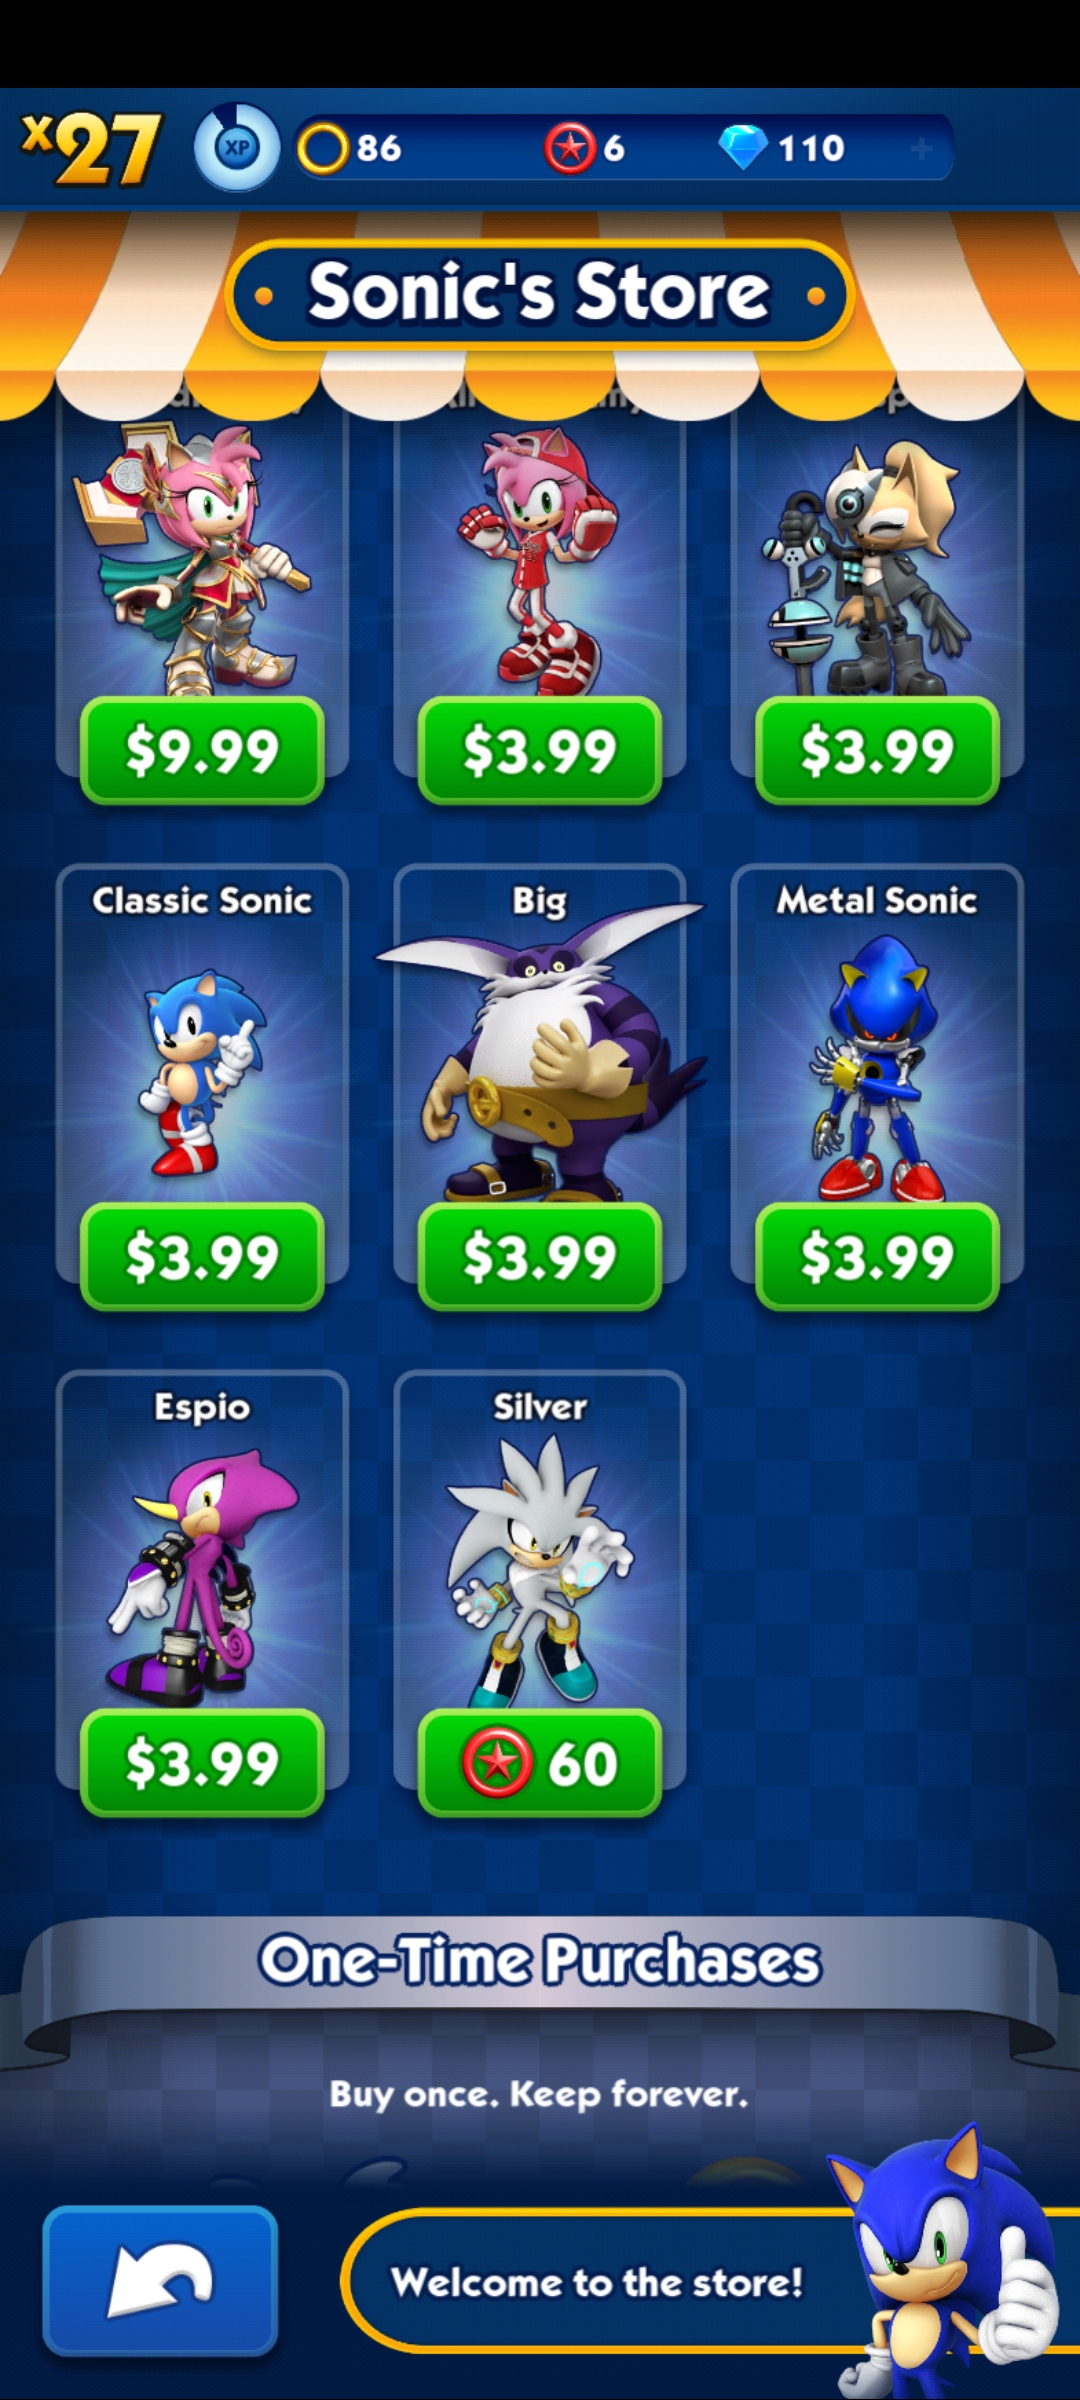 x27 XP 86 6 110 +
Sonic's Store
$9.99 $3.99 $3.99
Classic Sonic Big Metal Sonic
$3.99 $3.99 $3.99
Espio Silver
$3.99 60
One-Time Purchases
Buy once. Keep forever.
Welcome to the store!